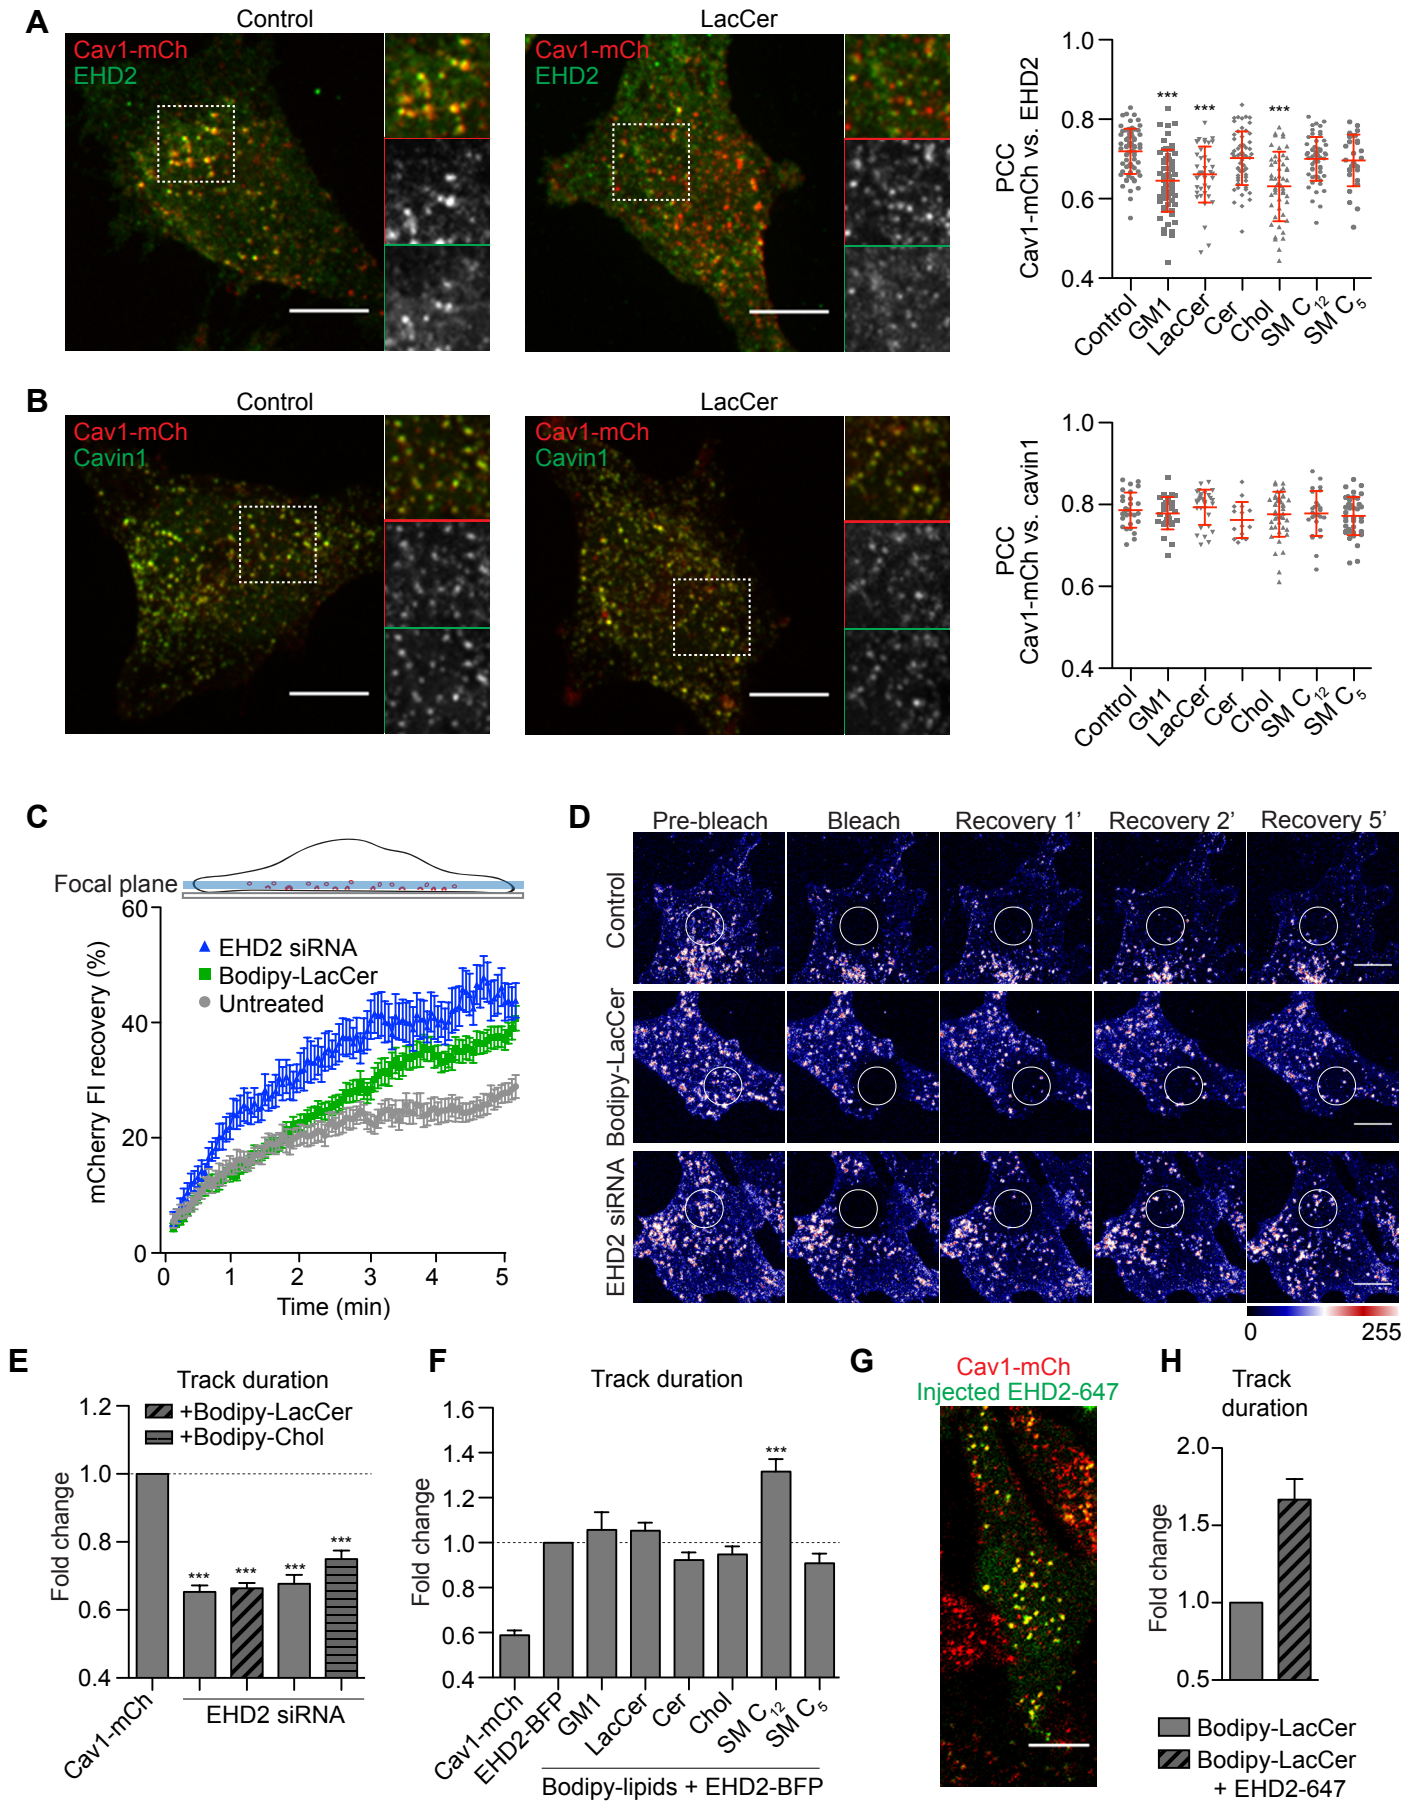 A
Control
Cav1-mCh
EHD2
LacCer
Cav1-mCh
EHD2
PCC
Cav1-mCh vs. EHD2
1.0
0.8
0.6
0.4
***
***
***
Control
GM1
LacCer
Cer
Chol
SM C12
SM C5
B
Control
Cav1-mCh
Cavin1
LacCer
Cav1-mCh
Cavin1
PCC
Cav1-mCh vs. cavin1
1.0
0.8
0.6
0.4
Control
GM1
LacCer
Cer
Chol
SM C12
SM C5
C
Focal plane
mCherry FI recovery (%)
60
40
20
0
EHD2 siRNA
Bodipy-LacCer
Untreated
0 1 2 3 4 5
Time (min)
D
Pre-bleach
Bleach
Recovery 1’
Recovery 2’
Recovery 5’
Control
Bodipy-LacCer
EHD2 siRNA
0 255
E
Track duration
+Bodipy-LacCer
+Bodipy-Chol
Fold change
1.2
1.0
0.8
0.6
0.4
***
***
***
***
Cav1-mCh
EHD2 siRNA
F
Track duration
Fold change
1.6
1.4
1.2
1.0
0.8
0.6
0.4
***
Cav1-mCh
EHD2-BFP
GM1
LacCer
Cer
Chol
SM C12
SM C5
Bodipy-lipids + EHD2-BFP
G
Cav1-mCh
Injected EHD2-647
H
Track
duration
Fold change
2.0
1.5
1.0
0.5
Bodipy-LacCer
Bodipy-LacCer
+ EHD2-647